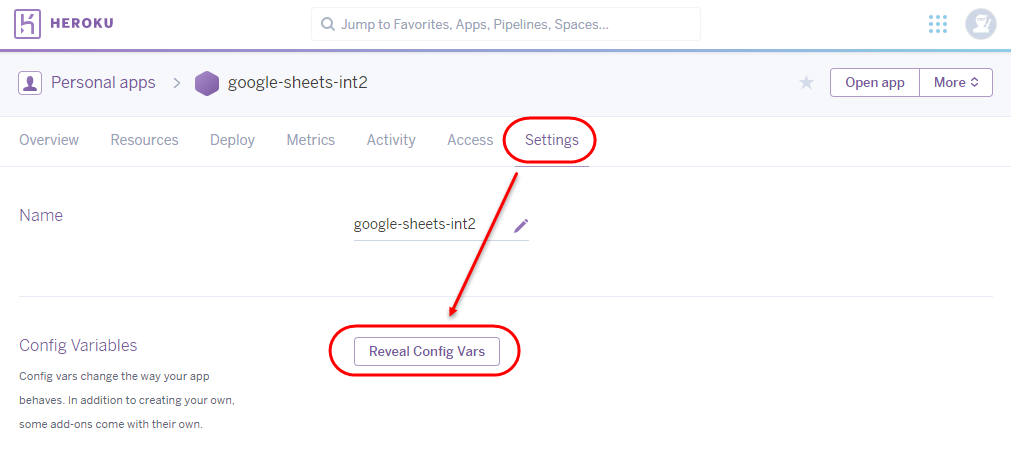 HEROKU
Jump to Favorites, Apps, Pipelines, Spaces...
Personal apps > google-sheets-int2
Open app
More
Overview
Resources
Deploy
Metrics
Activity
Access
Settings
Name
google-sheets-int2
Config Variables
Reveal Config Vars
Config vars change the way your app
behaves. In addition to creating your own,
some add-ons come with their own.